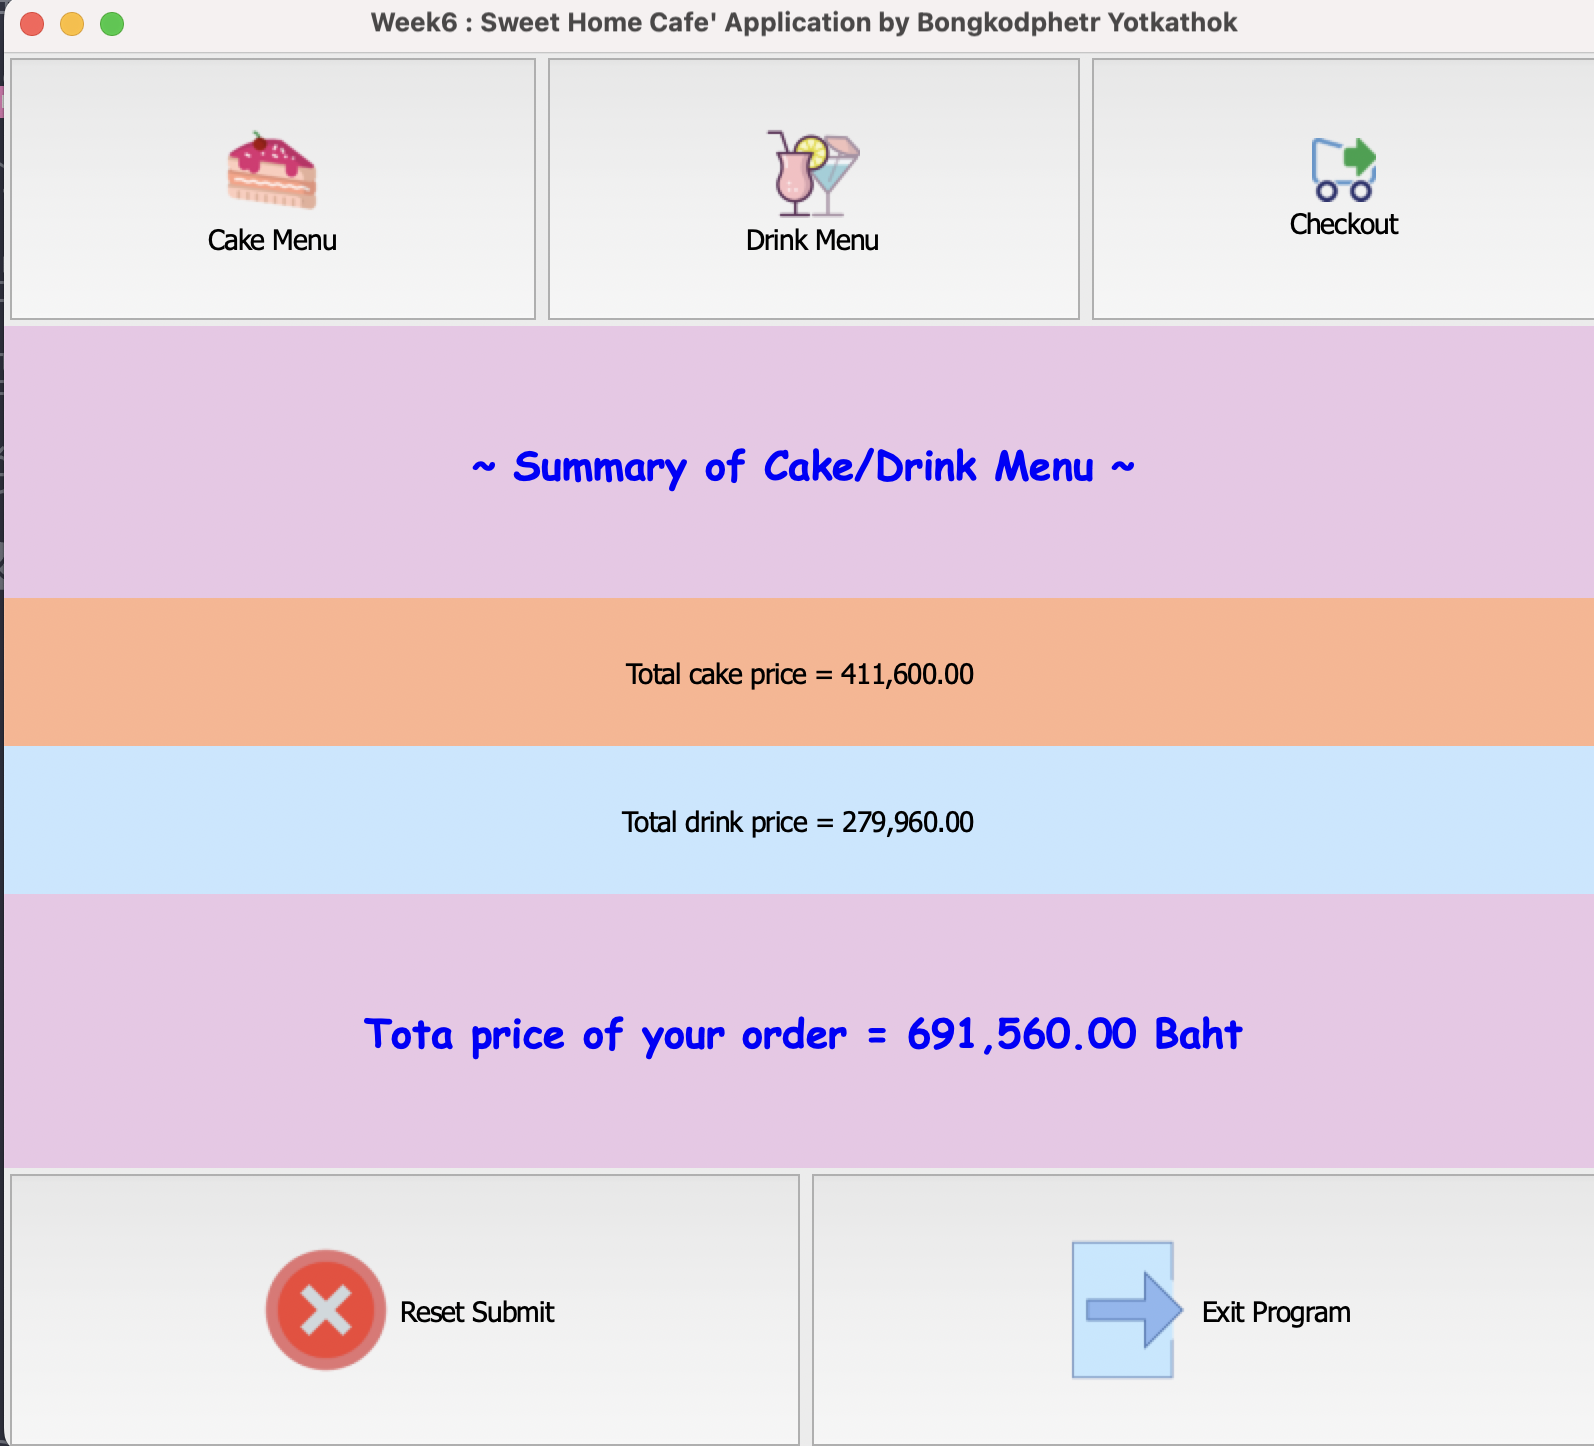 Week6 : Sweet Home Cafe' Application by Bongkodphetr Yotkathok
Cake Menu
Drink Menu
Checkout
~ Summary of Cake/Drink Menu ~
Total cake price = 411,600.00
Total drink price = 279,960.00
Tota price of your order = 691,560.00 Baht
Reset Submit
Exit Program